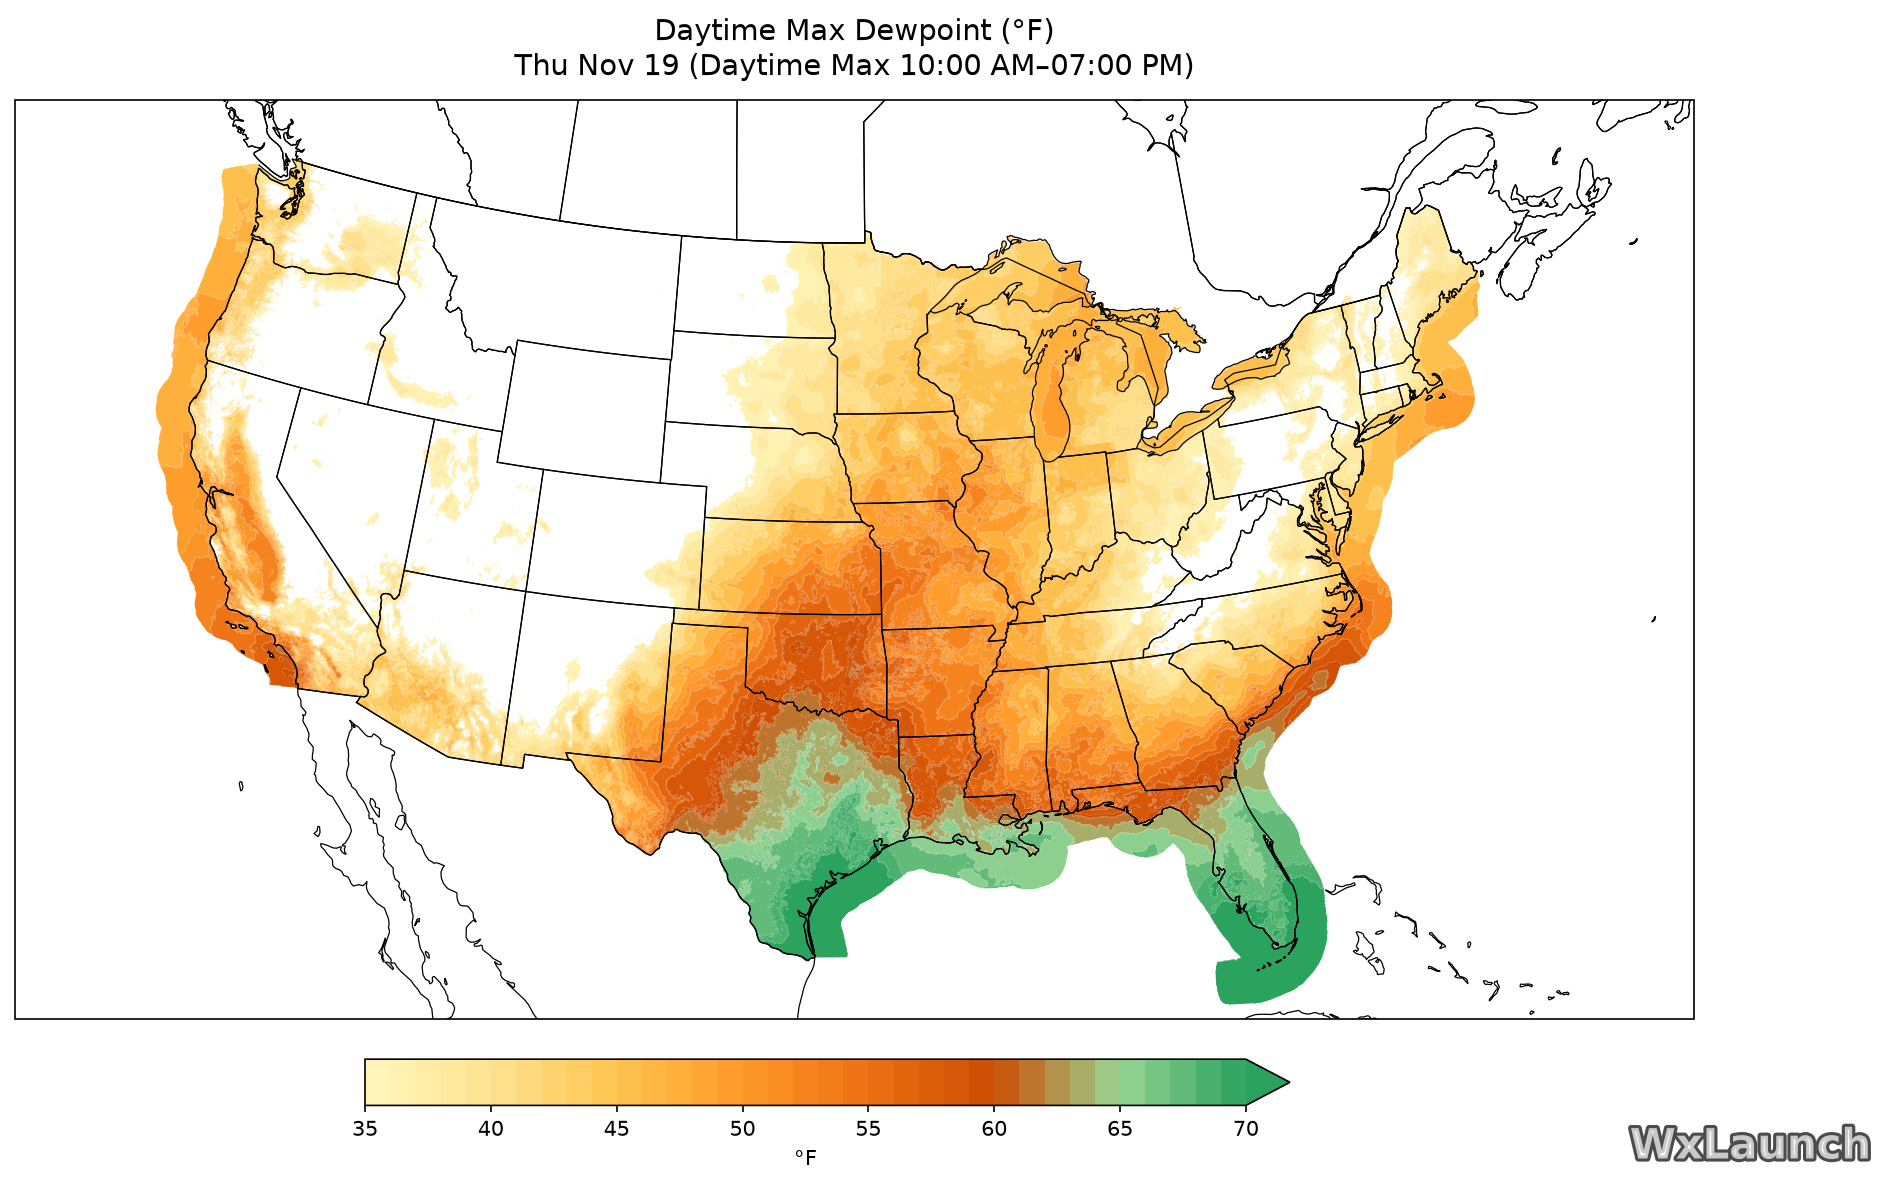 Daytime Max Dewpoint (°F)
Thu Nov 19 (Daytime Max 10:00 AM–07:00 PM)
35 40 45 50 55 60 65 70
°F
WxLaunch